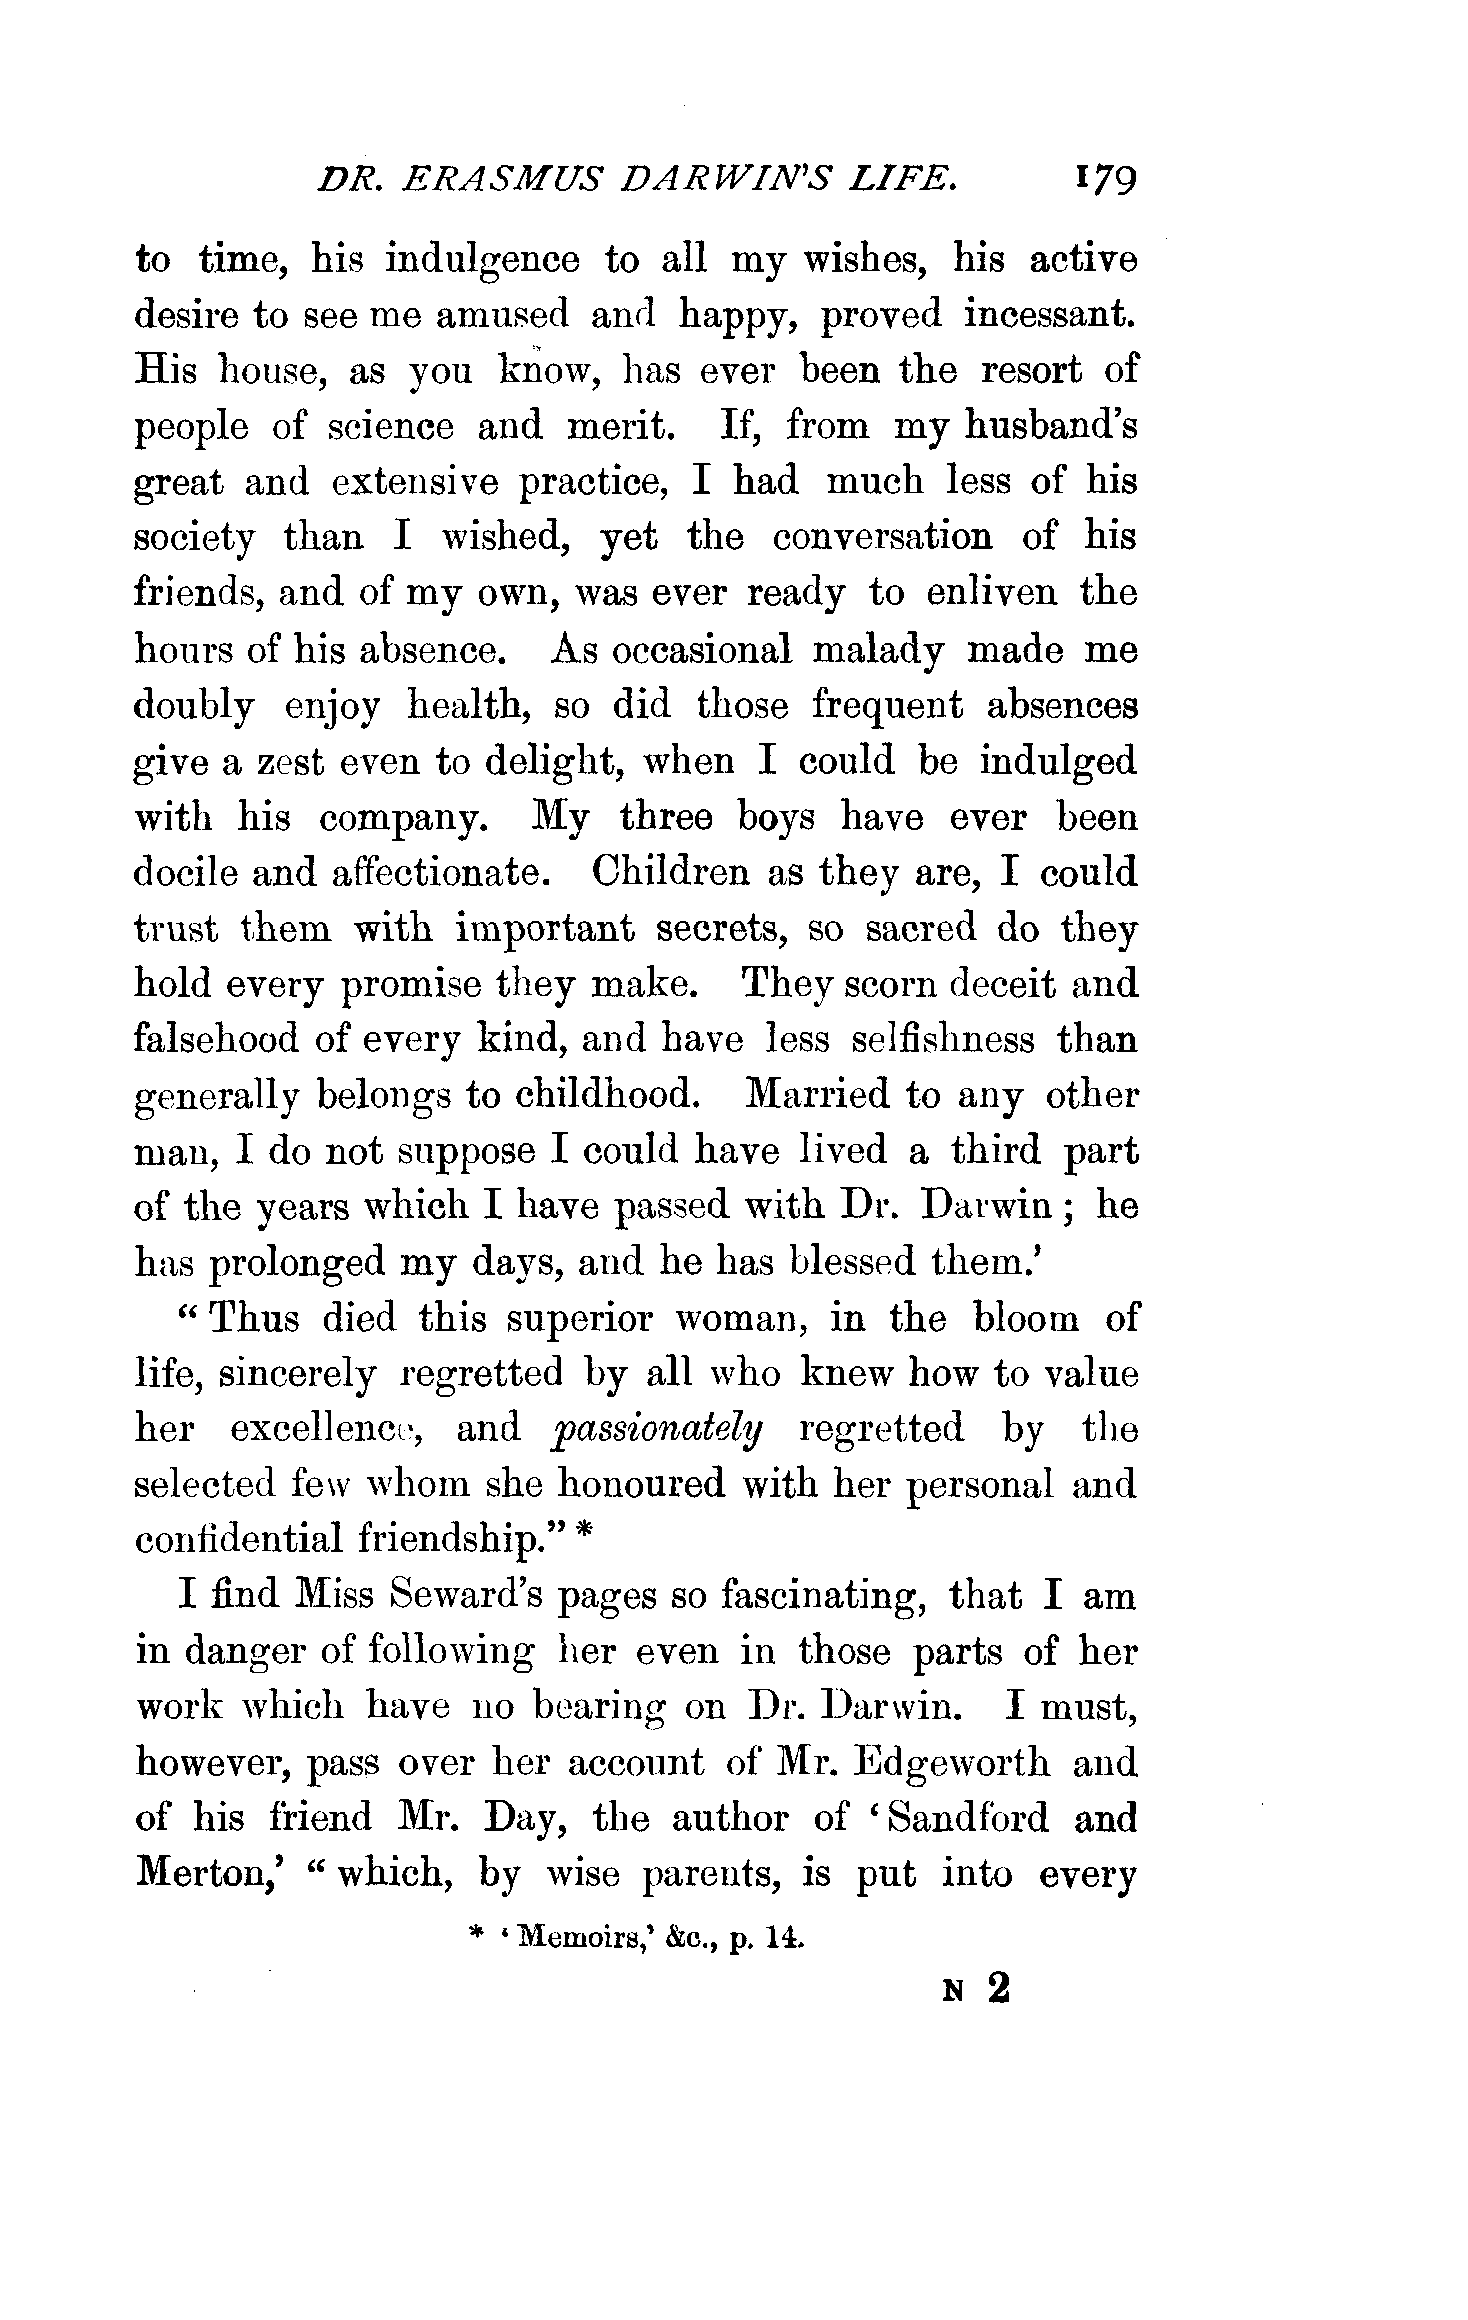 DR. ERASMUS DARWIN'S LIFE. 179
to time, his indulgence to all my wishes, his active
desire to see me amused and happy, proved incessant.
His house, as you know, has ever been the resort of
people of science and merit. If, from my husband's
great and extensive practice, I had much less of his
society than I wished, yet the conversation of his
friends, and of my own, was ever ready to enliven the
hours of his absence. As occasional malady made me
doubly enjoy health, so did those frequent absences
give a zest even to delight, when I could be indulged
with his company. My three boys have ever been
docile and affectionate. Children as they are, I could
trust them with important secrets, so sacred do they
hold every promise they make. They scorn deceit and
falsehood of every kind, and have less selfishness than
generally belongs to childhood. Married to any other
man, I do not suppose I could have lived a third part
of the years which I have passed with Dr. Darwin; he
has prolonged my days, and he has blessed them.'
"Thus died this superior woman, in the bloom of
life, sincerely regretted by all who knew how to value
her excellence, and passionately regretted by the
selected few whom she honoured with her personal and
confidential friendship." *
I find Miss Seward's pages so fascinating, that I am
in danger of following her even in those parts of her
work which have no bearing on Dr. Darwin. I must,
however, pass over her account of Mr. Edgeworth and
of his friend Mr. Day, the author of 'Sandford and
Merton,' "which, by wise parents, is put into every
* 'Memoirs,' &c., p. 14.
N 2